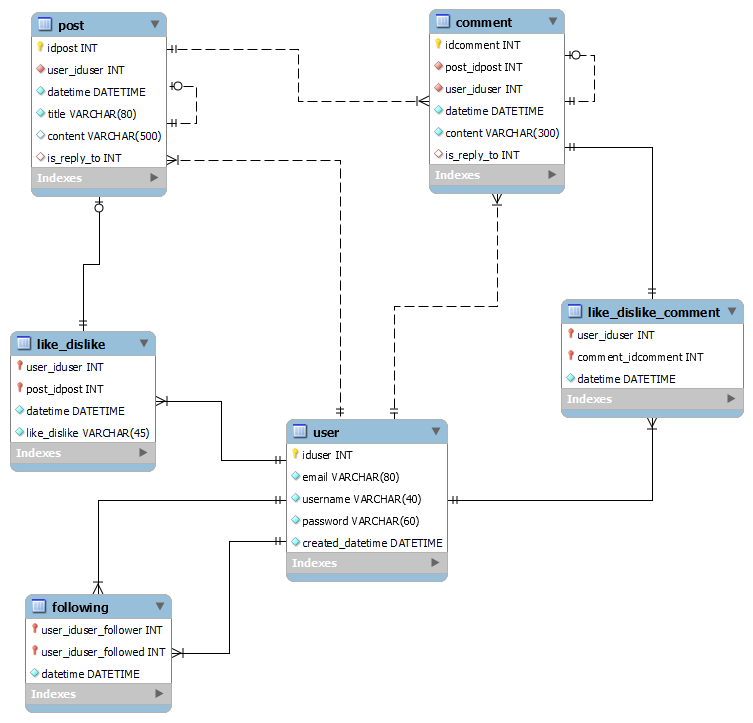 post
idpost INT
user_iduser INT
datetime DATETIME
title VARCHAR(80)
content VARCHAR(500)
is_reply_to INT
Indexes
comment
idcomment INT
post_idpost INT
user_iduser INT
datetime DATETIME
content VARCHAR(300)
is_reply_to INT
Indexes
like_dislike
user_iduser INT
post_idpost INT
datetime DATETIME
like_dislike VARCHAR(45)
Indexes
like_dislike_comment
user_iduser INT
comment_idcomment INT
datetime DATETIME
Indexes
user
iduser INT
email VARCHAR(80)
username VARCHAR(40)
password VARCHAR(60)
created_datetime DATETIME
Indexes
following
user_iduser_follower INT
user_iduser_followed INT
datetime DATETIME
Indexes